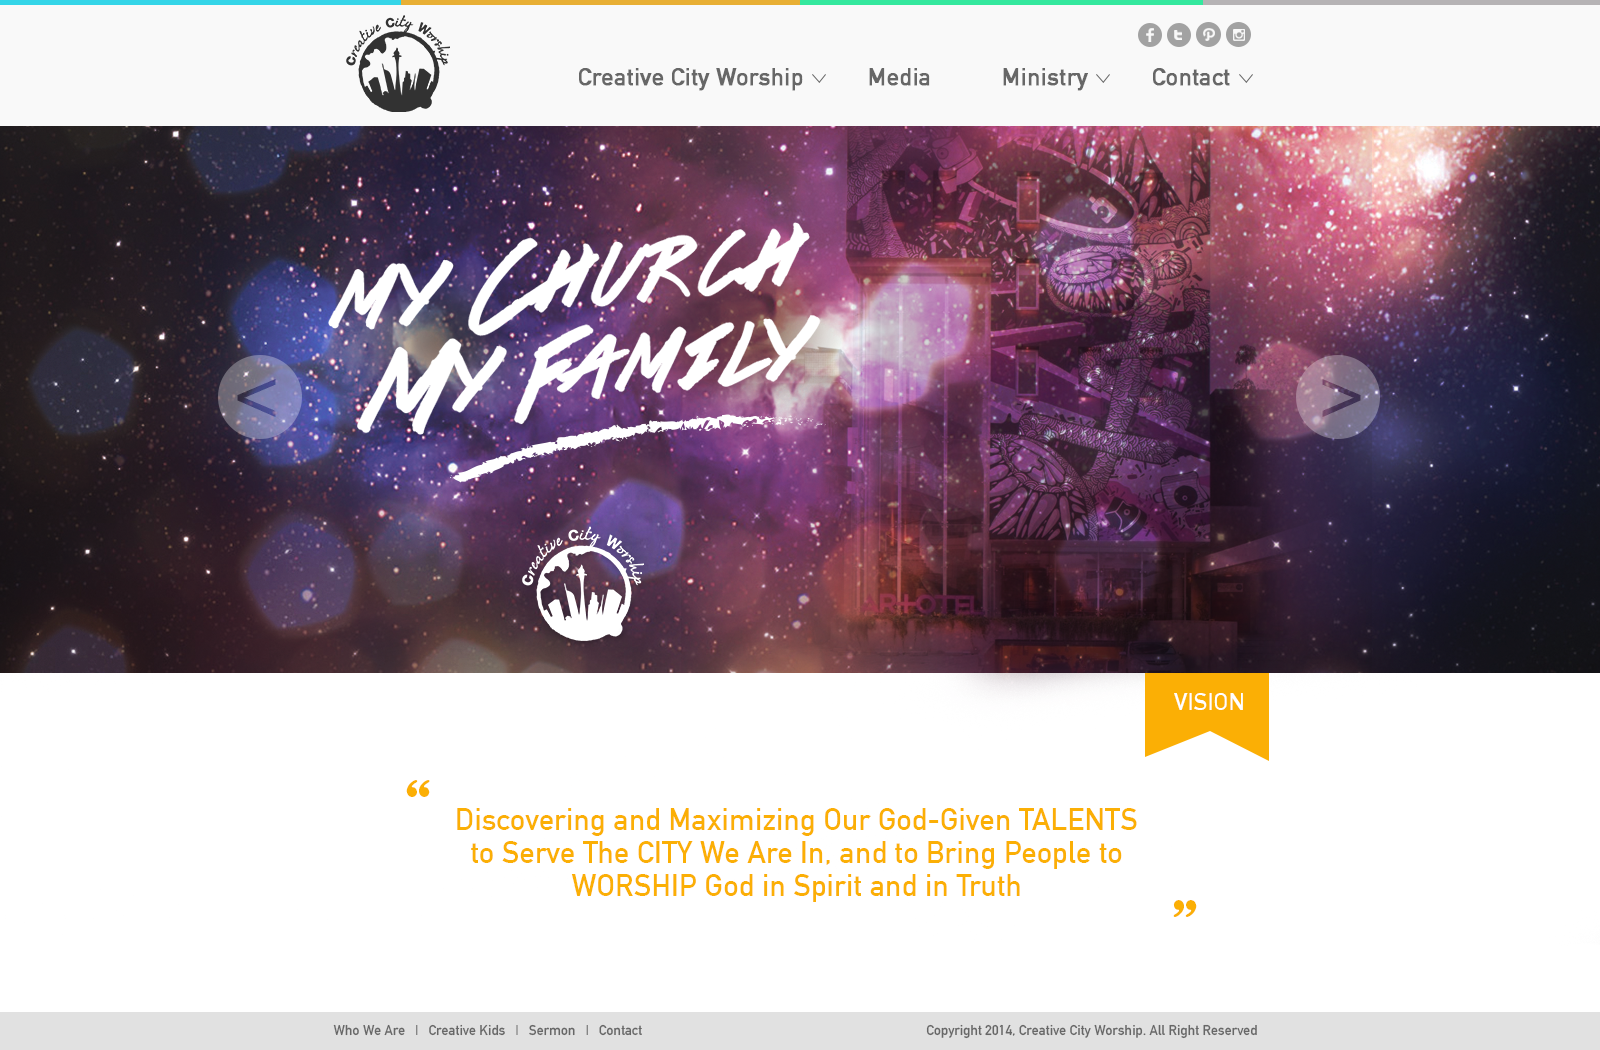 Creative City Worship
Creative City Worship
Media
Ministry
Contact
MY CHURCH
MY FAMILY
<
>
Creative City Worship
ART OTEL
VISION
“
Discovering and Maximizing Our God-Given TALENTS
to Serve The CITY We Are In, and to Bring People to
WORSHIP God in Spirit and in Truth
”
Who We Are | Creative Kids | Sermon | Contact
Copyright 2014, Creative City Worship. All Right Reserved